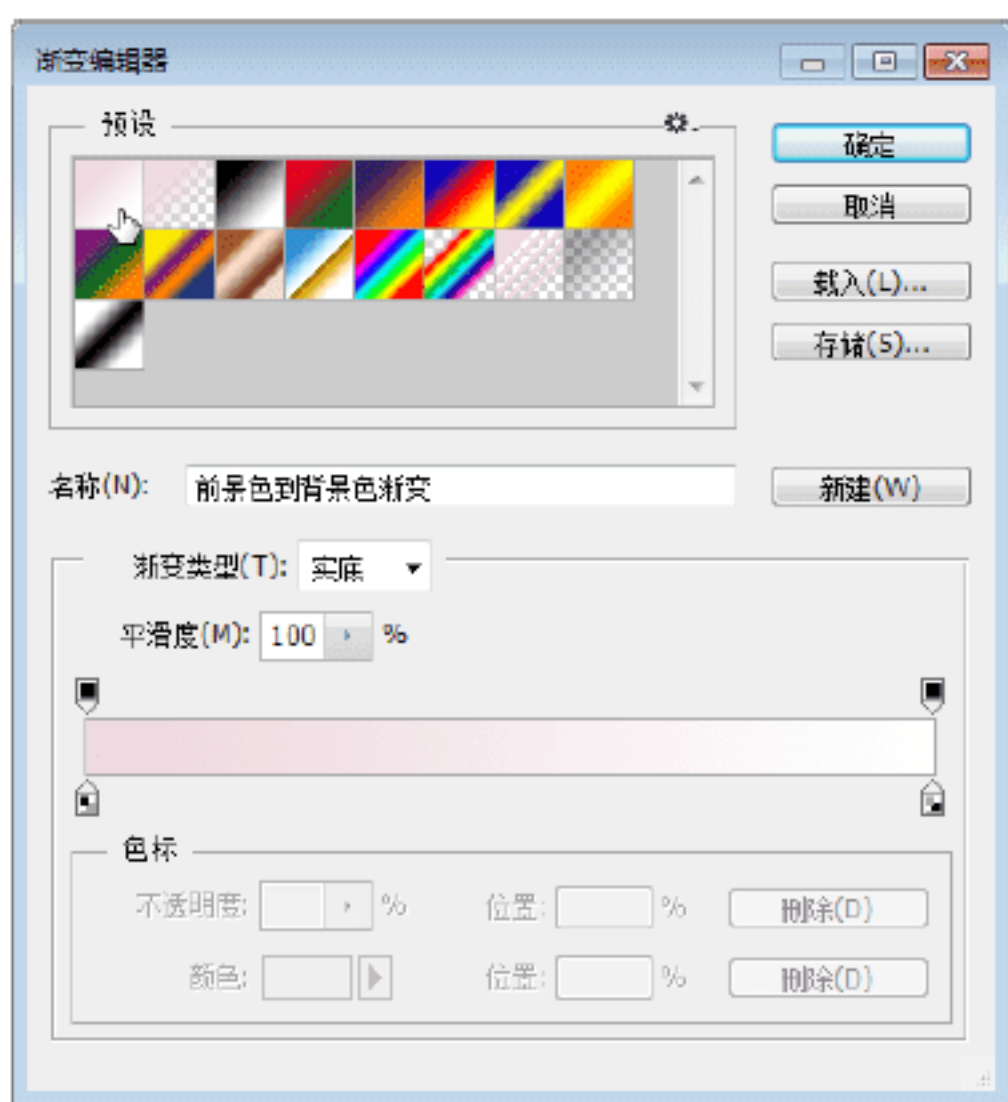 渐变编辑器
预设
确定
取消
载入(L)...
存储(S)...
名称(N): 前景色到背景色渐变
新建(W)
渐变类型(T): 实底
平滑度(M): 100 %
色标
不透明度: % 位置: % 删除(D)
颜色: 位置: % 删除(D)